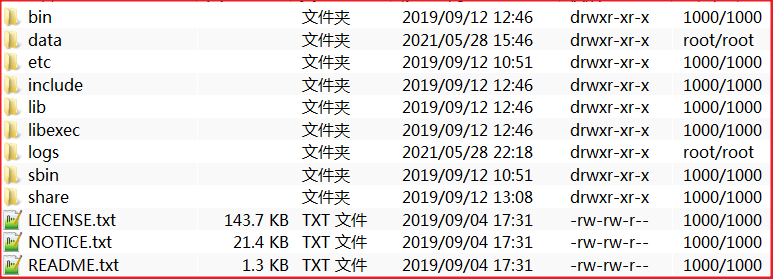 bin 文件夹 2019/09/12 12:46 drwxr-xr-x 1000/1000
data 文件夹 2021/05/28 15:46 drwxr-xr-x root/root
etc 文件夹 2019/09/12 10:51 drwxr-xr-x 1000/1000
include 文件夹 2019/09/12 12:46 drwxr-xr-x 1000/1000
lib 文件夹 2019/09/12 12:46 drwxr-xr-x 1000/1000
libexec 文件夹 2019/09/12 12:46 drwxr-xr-x 1000/1000
logs 文件夹 2021/05/28 22:18 drwxr-xr-x root/root
sbin 文件夹 2019/09/12 10:51 drwxr-xr-x 1000/1000
share 文件夹 2019/09/12 13:08 drwxr-xr-x 1000/1000
LICENSE.txt 143.7 KB TXT 文件 2019/09/04 17:31 -rw-rw-r-- 1000/1000
NOTICE.txt 21.4 KB TXT 文件 2019/09/04 17:31 -rw-rw-r-- 1000/1000
README.txt 1.3 KB TXT 文件 2019/09/04 17:31 -rw-rw-r-- 1000/1000